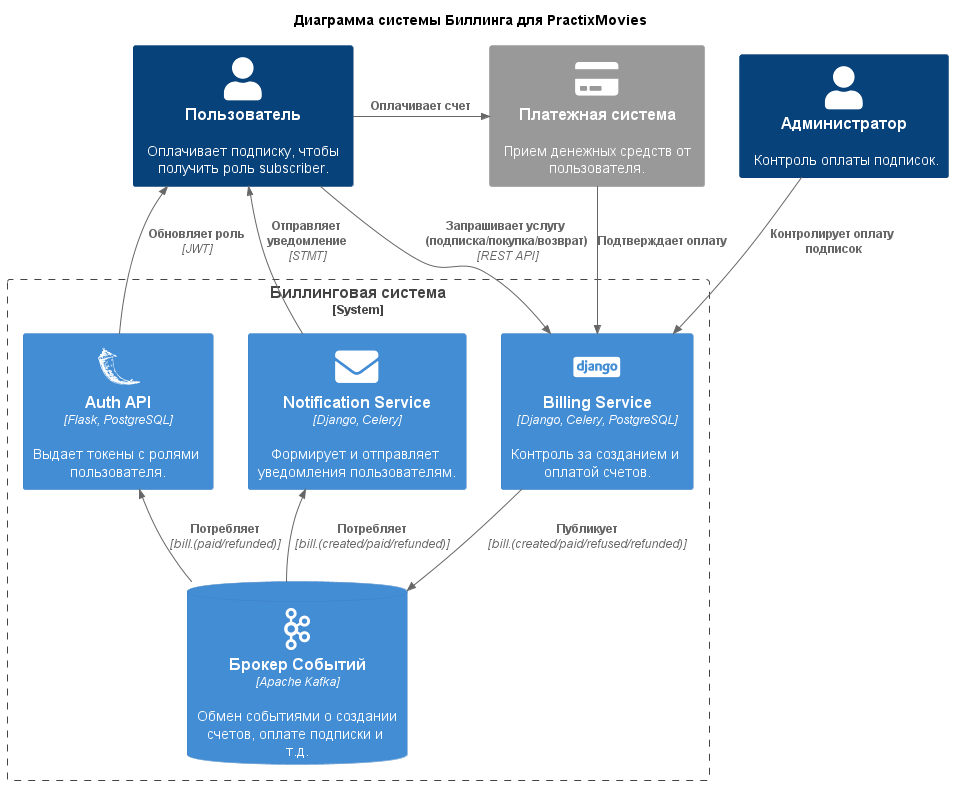 Диаграмма системы Биллинга для PractixMovies
Пользователь
Оплачивает подписку, чтобы
получить роль subscriber.
Оплачивает счет
Платежная система
Прием денежных средств от
пользователя.
Администратор
Контроль оплаты подписок.
Обновляет роль
[JWT]
Отправляет
уведомление
[STMT]
Запрашивает услугу
(подписка/покупка/возврат)
[REST API]
Подтверждает оплату
Контролирует оплату
подписок
Биллинговая система
[System]
Auth API
[Flask, PostgreSQL]
Выдает токены с ролями
пользователя.
Notification Service
[Django, Celery]
Формирует и отправляет
уведомления пользователям.
django
Billing Service
[Django, Celery, PostgreSQL]
Контроль за созданием и
оплатой счетов.
Потребляет
[bill.(paid/refunded)]
Потребляет
[bill.(created/paid/refunded)]
Публикует
[bill.(created/paid/refused/refunded)]
Брокер Событий
[Apache Kafka]
Обмен событиями о создании
счетов, оплате подписки и
т.д.